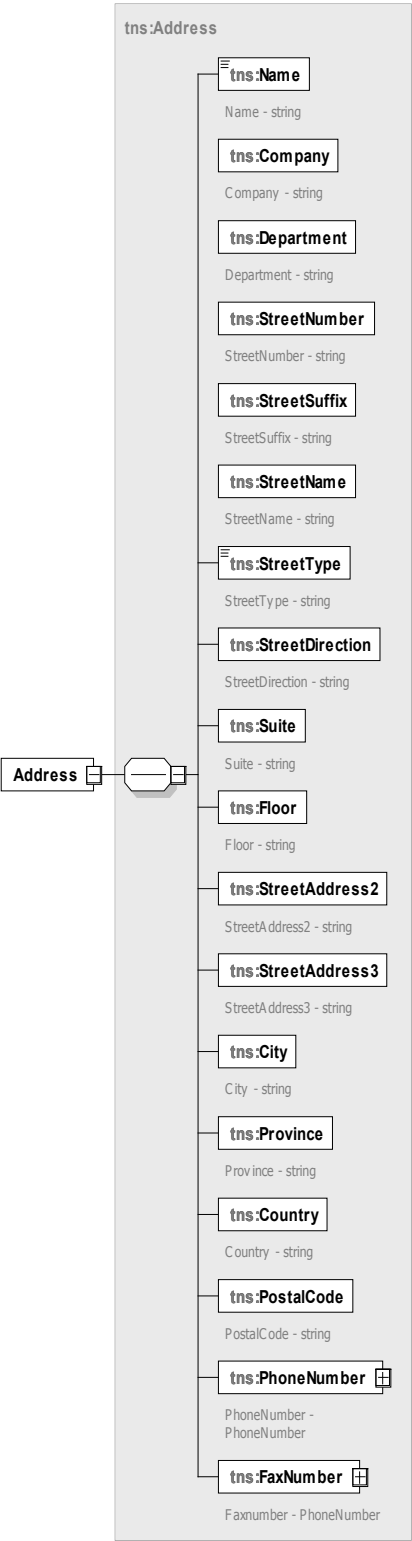 tns:Address
tns:Name
Name - string
tns:Company
Company - string
tns:Department
Department - string
tns:StreetNumber
StreetNumber - string
tns:StreetSuffix
StreetSuffix - string
tns:StreetName
StreetName - string
tns:StreetType
StreetType - string
tns:StreetDirection
StreetDirection - string
tns:Suite
Suite - string
Address
tns:Floor
Floor - string
tns:StreetAddress2
StreetAddress2 - string
tns:StreetAddress3
StreetAddress3 - string
tns:City
City - string
tns:Province
Province - string
tns:Country
Country - string
tns:PostalCode
PostalCode - string
tns:PhoneNumber
PhoneNumber -
PhoneNumber
tns:FaxNumber
Faxnumber - PhoneNumber